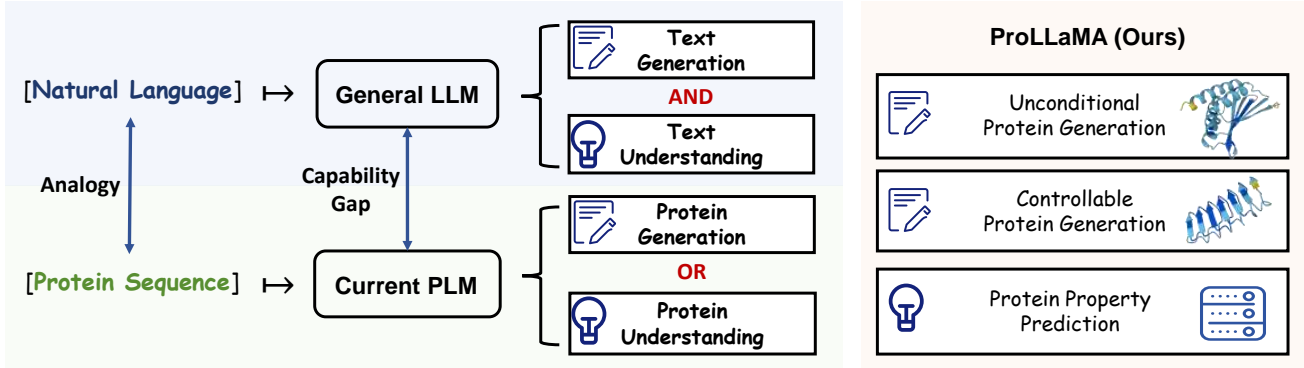 [Natural Language] ↦ General LLM
Text
Generation
AND
Text
Understanding
Analogy
Capability
Gap
[Protein Sequence] ↦ Current PLM
Protein
Generation
OR
Protein
Understanding
ProLLaMA (Ours)
Unconditional
Protein Generation
Controllable
Protein Generation
Protein Property
Prediction